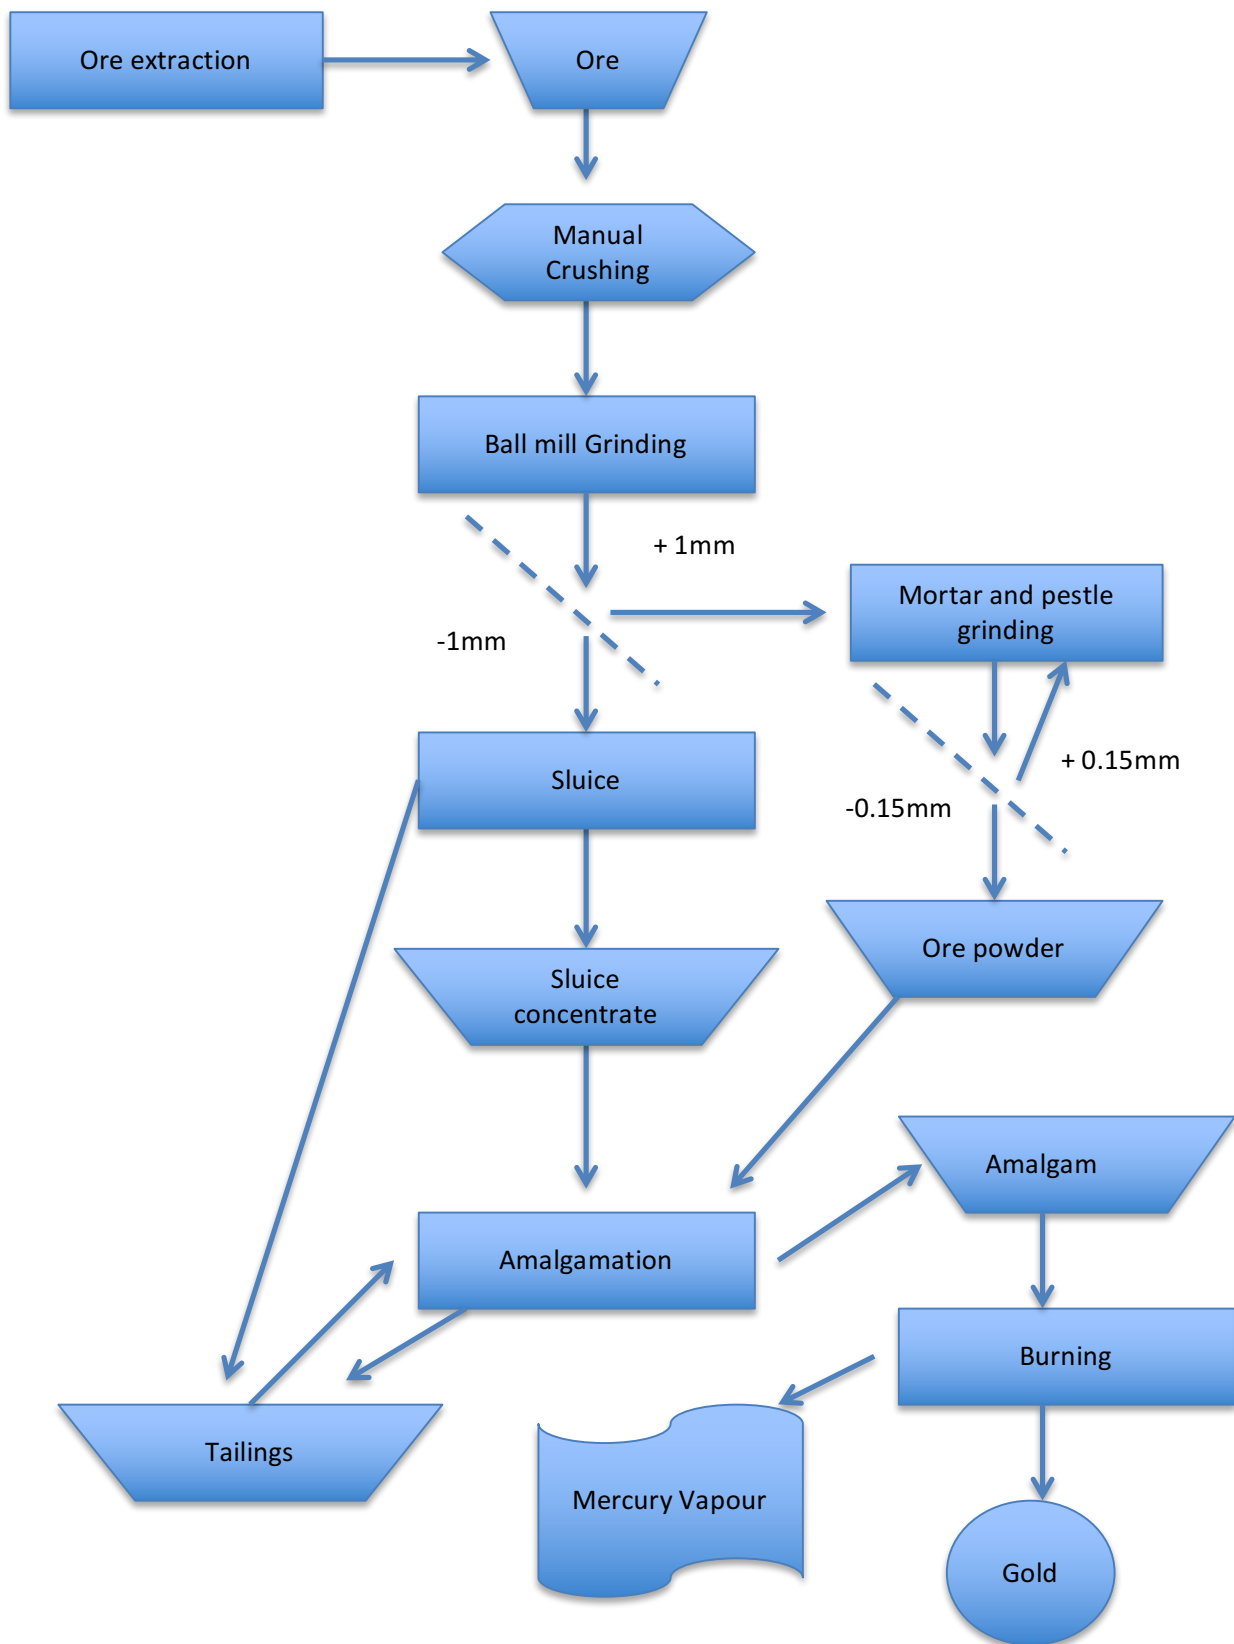 Ore extraction
Ore
Manual
Crushing
Ball mill Grinding
+ 1mm
Mortar and pestle
grinding
-1mm
+ 0.15mm
Sluice
-0.15mm
Ore powder
Sluice
concentrate
Amalgam
Amalgamation
Burning
Tailings
Mercury Vapour
Gold